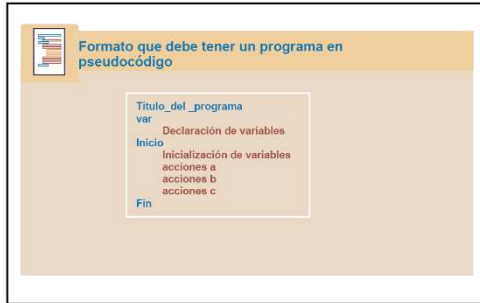 Formato que debe tener un programa en
pseudocódigo
Titulo_del _programa
var
Declaración de variables
Inicio
Inicialización de variables
acciones a
acciones b
acciones c
Fin